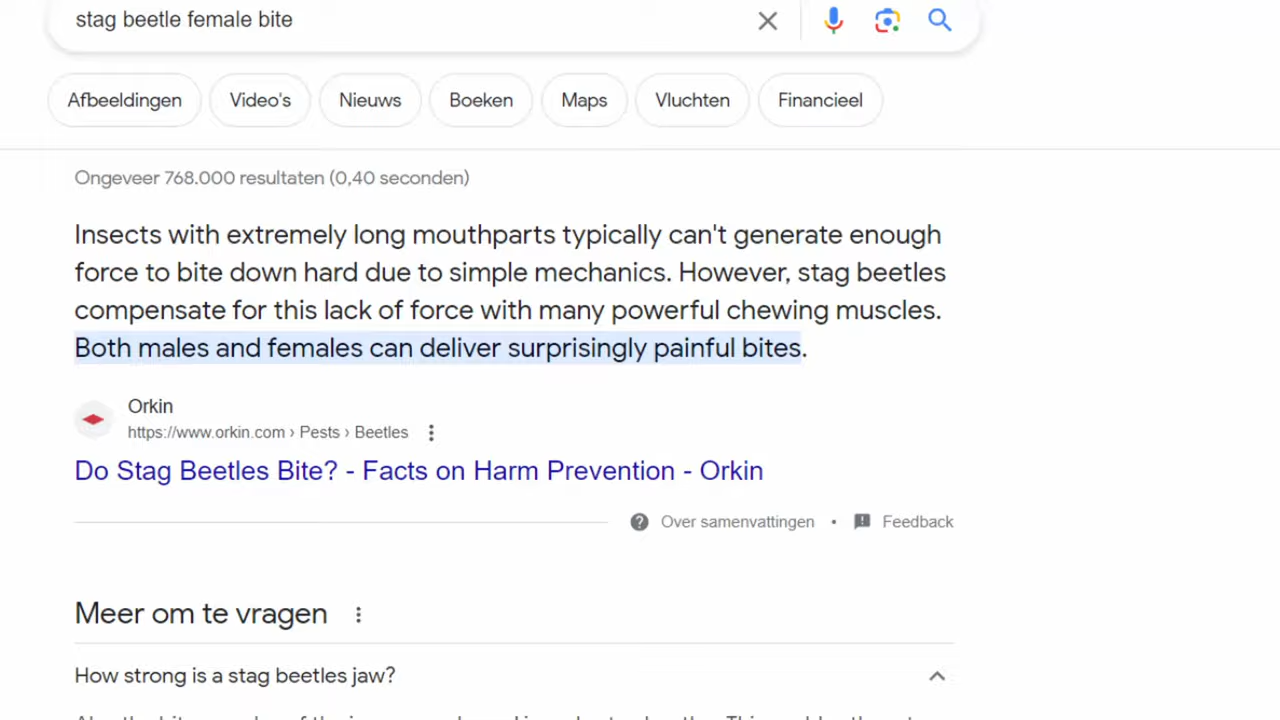 stag beetle female bite
Afbeeldingen Video's Nieuws Boeken Maps Vluchten Financieel
Ongeveer 768.000 resultaten (0,40 seconden)
Insects with extremely long mouthparts typically can't generate enough
force to bite down hard due to simple mechanics. However, stag beetles
compensate for this lack of force with many powerful chewing muscles.
Both males and females can deliver surprisingly painful bites.
Orkin
https://www.orkin.com › Pests › Beetles
Do Stag Beetles Bite? - Facts on Harm Prevention - Orkin
Over samenvattingen • Feedback
Meer om te vragen
How strong is a stag beetles jaw?